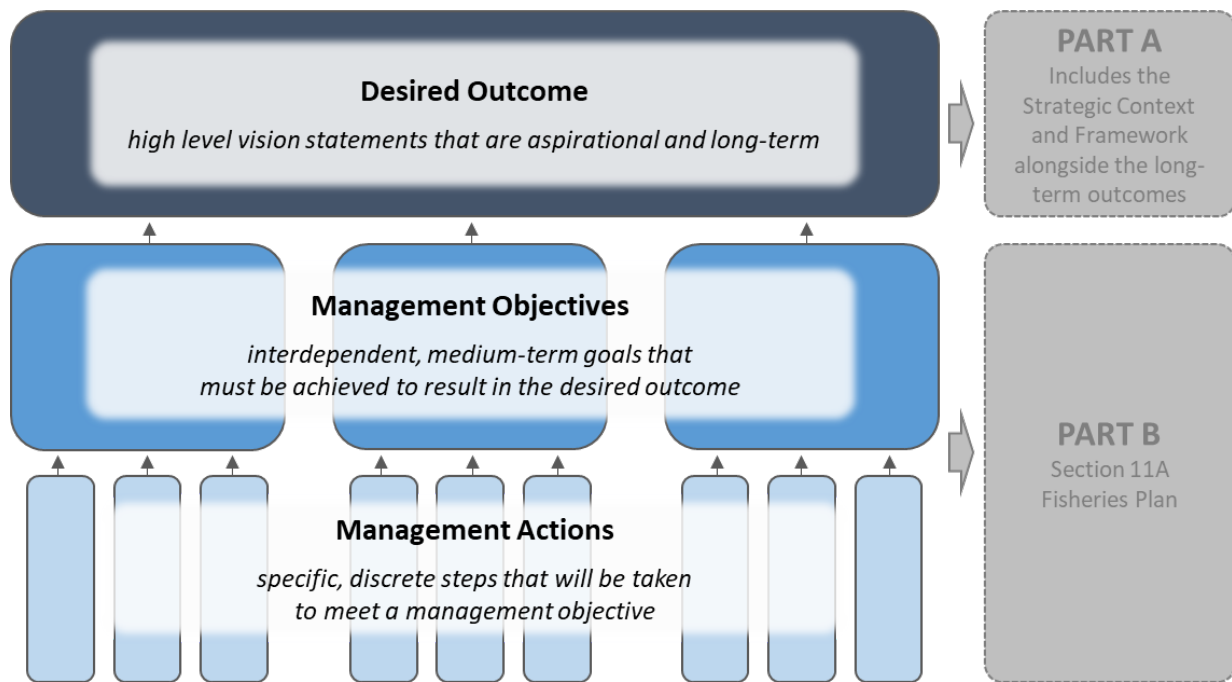 Desired Outcome
high level vision statements that are aspirational and long-term
PART A
Includes the
Strategic Context
and Framework
alongside the long-
term outcomes
Management Objectives
interdependent, medium-term goals that
must be achieved to result in the desired outcome
Management Actions
specific, discrete steps that will be taken
to meet a management objective
PART B
Section 11A
Fisheries Plan